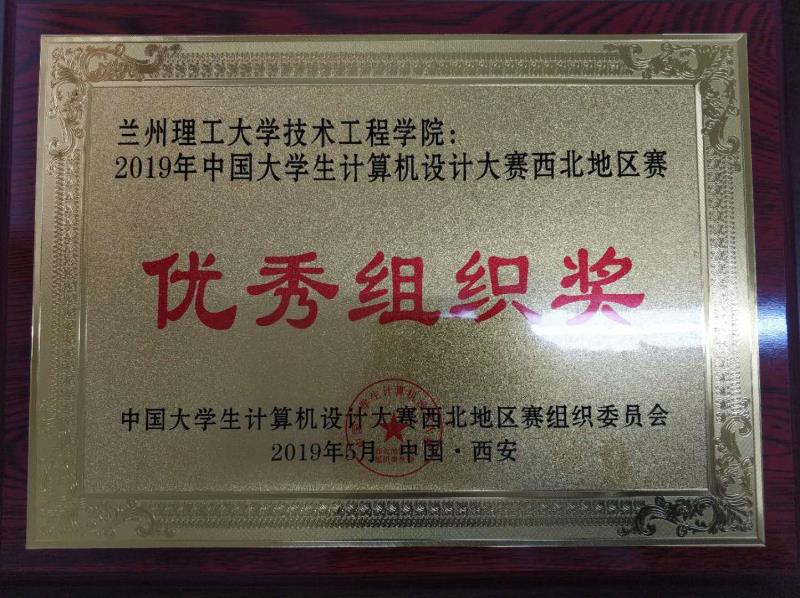 兰州理工大学技术工程学院：
2019年中国大学生计算机设计大赛西北地区赛
优秀组织奖
中国大学生计算机设计大赛西北地区赛组织委员会
2019年5月 中国·西安